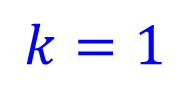 k = 1